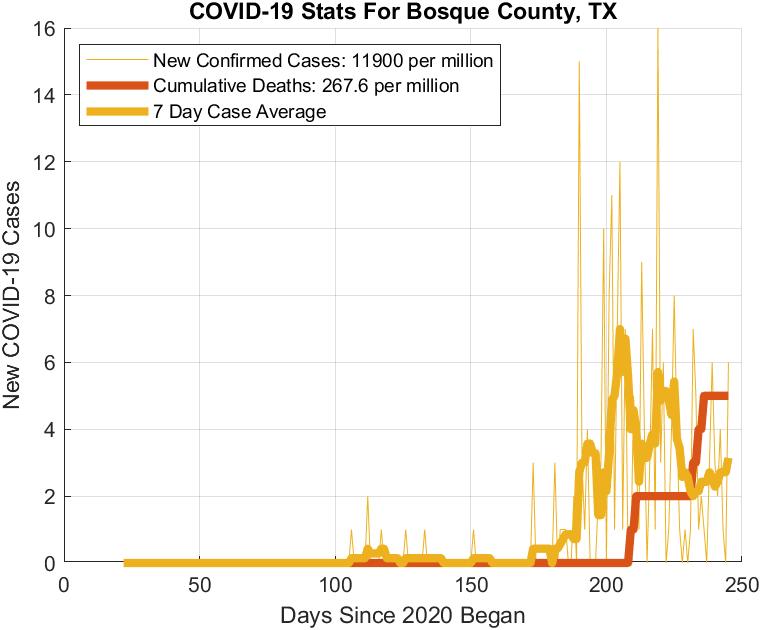 COVID-19 Stats For Bosque County, TX
New Confirmed Cases: 11900 per million
Cumulative Deaths: 267.6 per million
7 Day Case Average
New COVID-19 Cases
16
14
12
10
8
6
4
2
0
0 50 100 150 200 250
Days Since 2020 Began